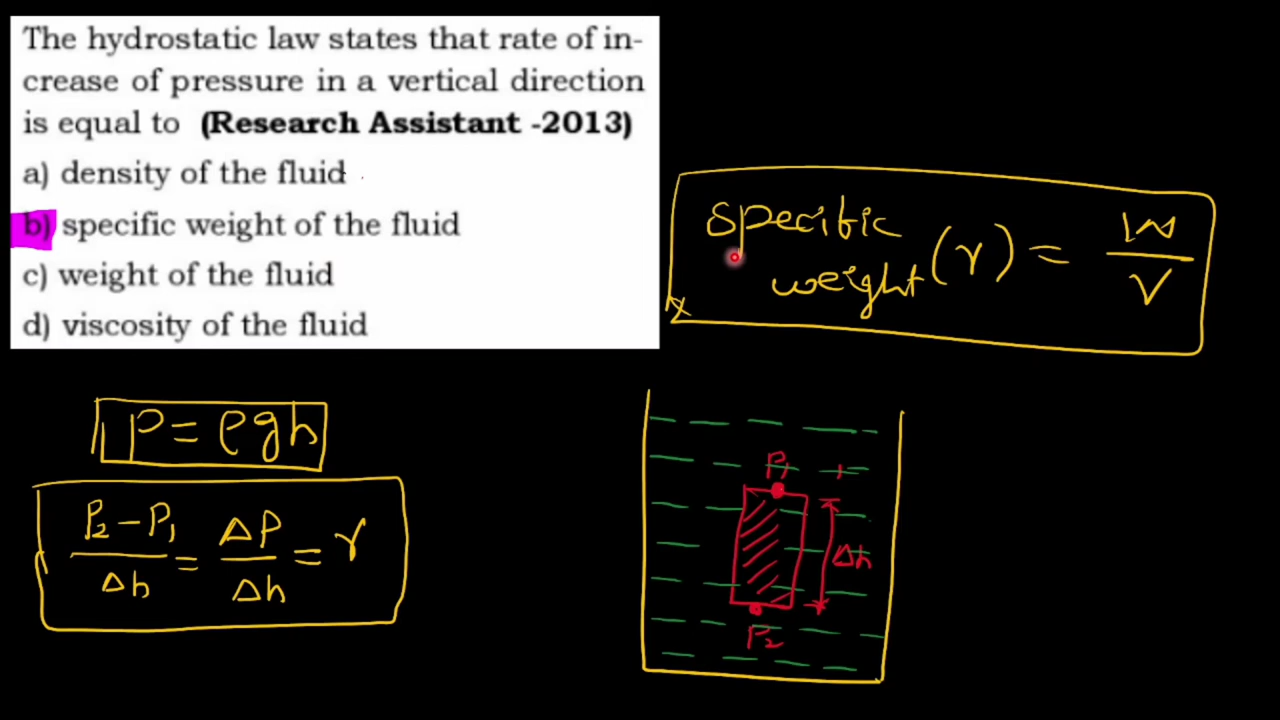 The hydrostatic law states that rate of in-
crease of pressure in a vertical direction
is equal to (Research Assistant -2013)
a) density of the fluid
b) specific weight of the fluid
c) weight of the fluid
d) viscosity of the fluid
specific
weight (γ) = W/V
P = ρgh
P₂ - P₁ / Δh = ΔP / Δh = γ
P₁
Δh
P₂